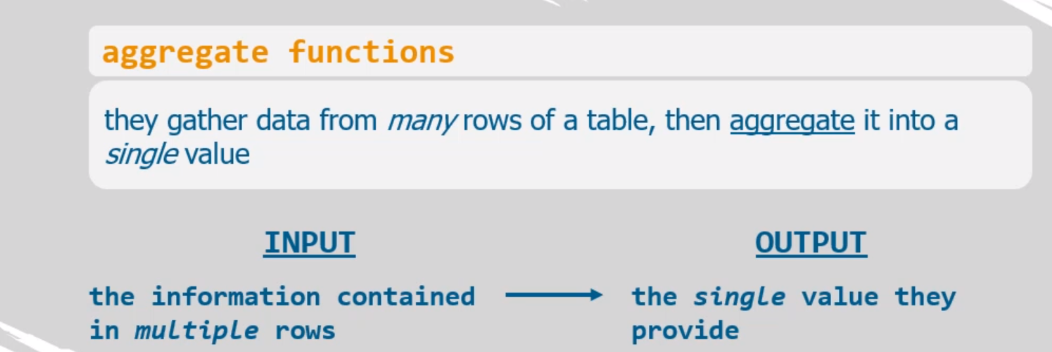 aggregate functions
they gather data from many rows of a table, then aggregate it into a
single value
INPUT
OUTPUT
the information contained
in multiple rows
the single value they
provide